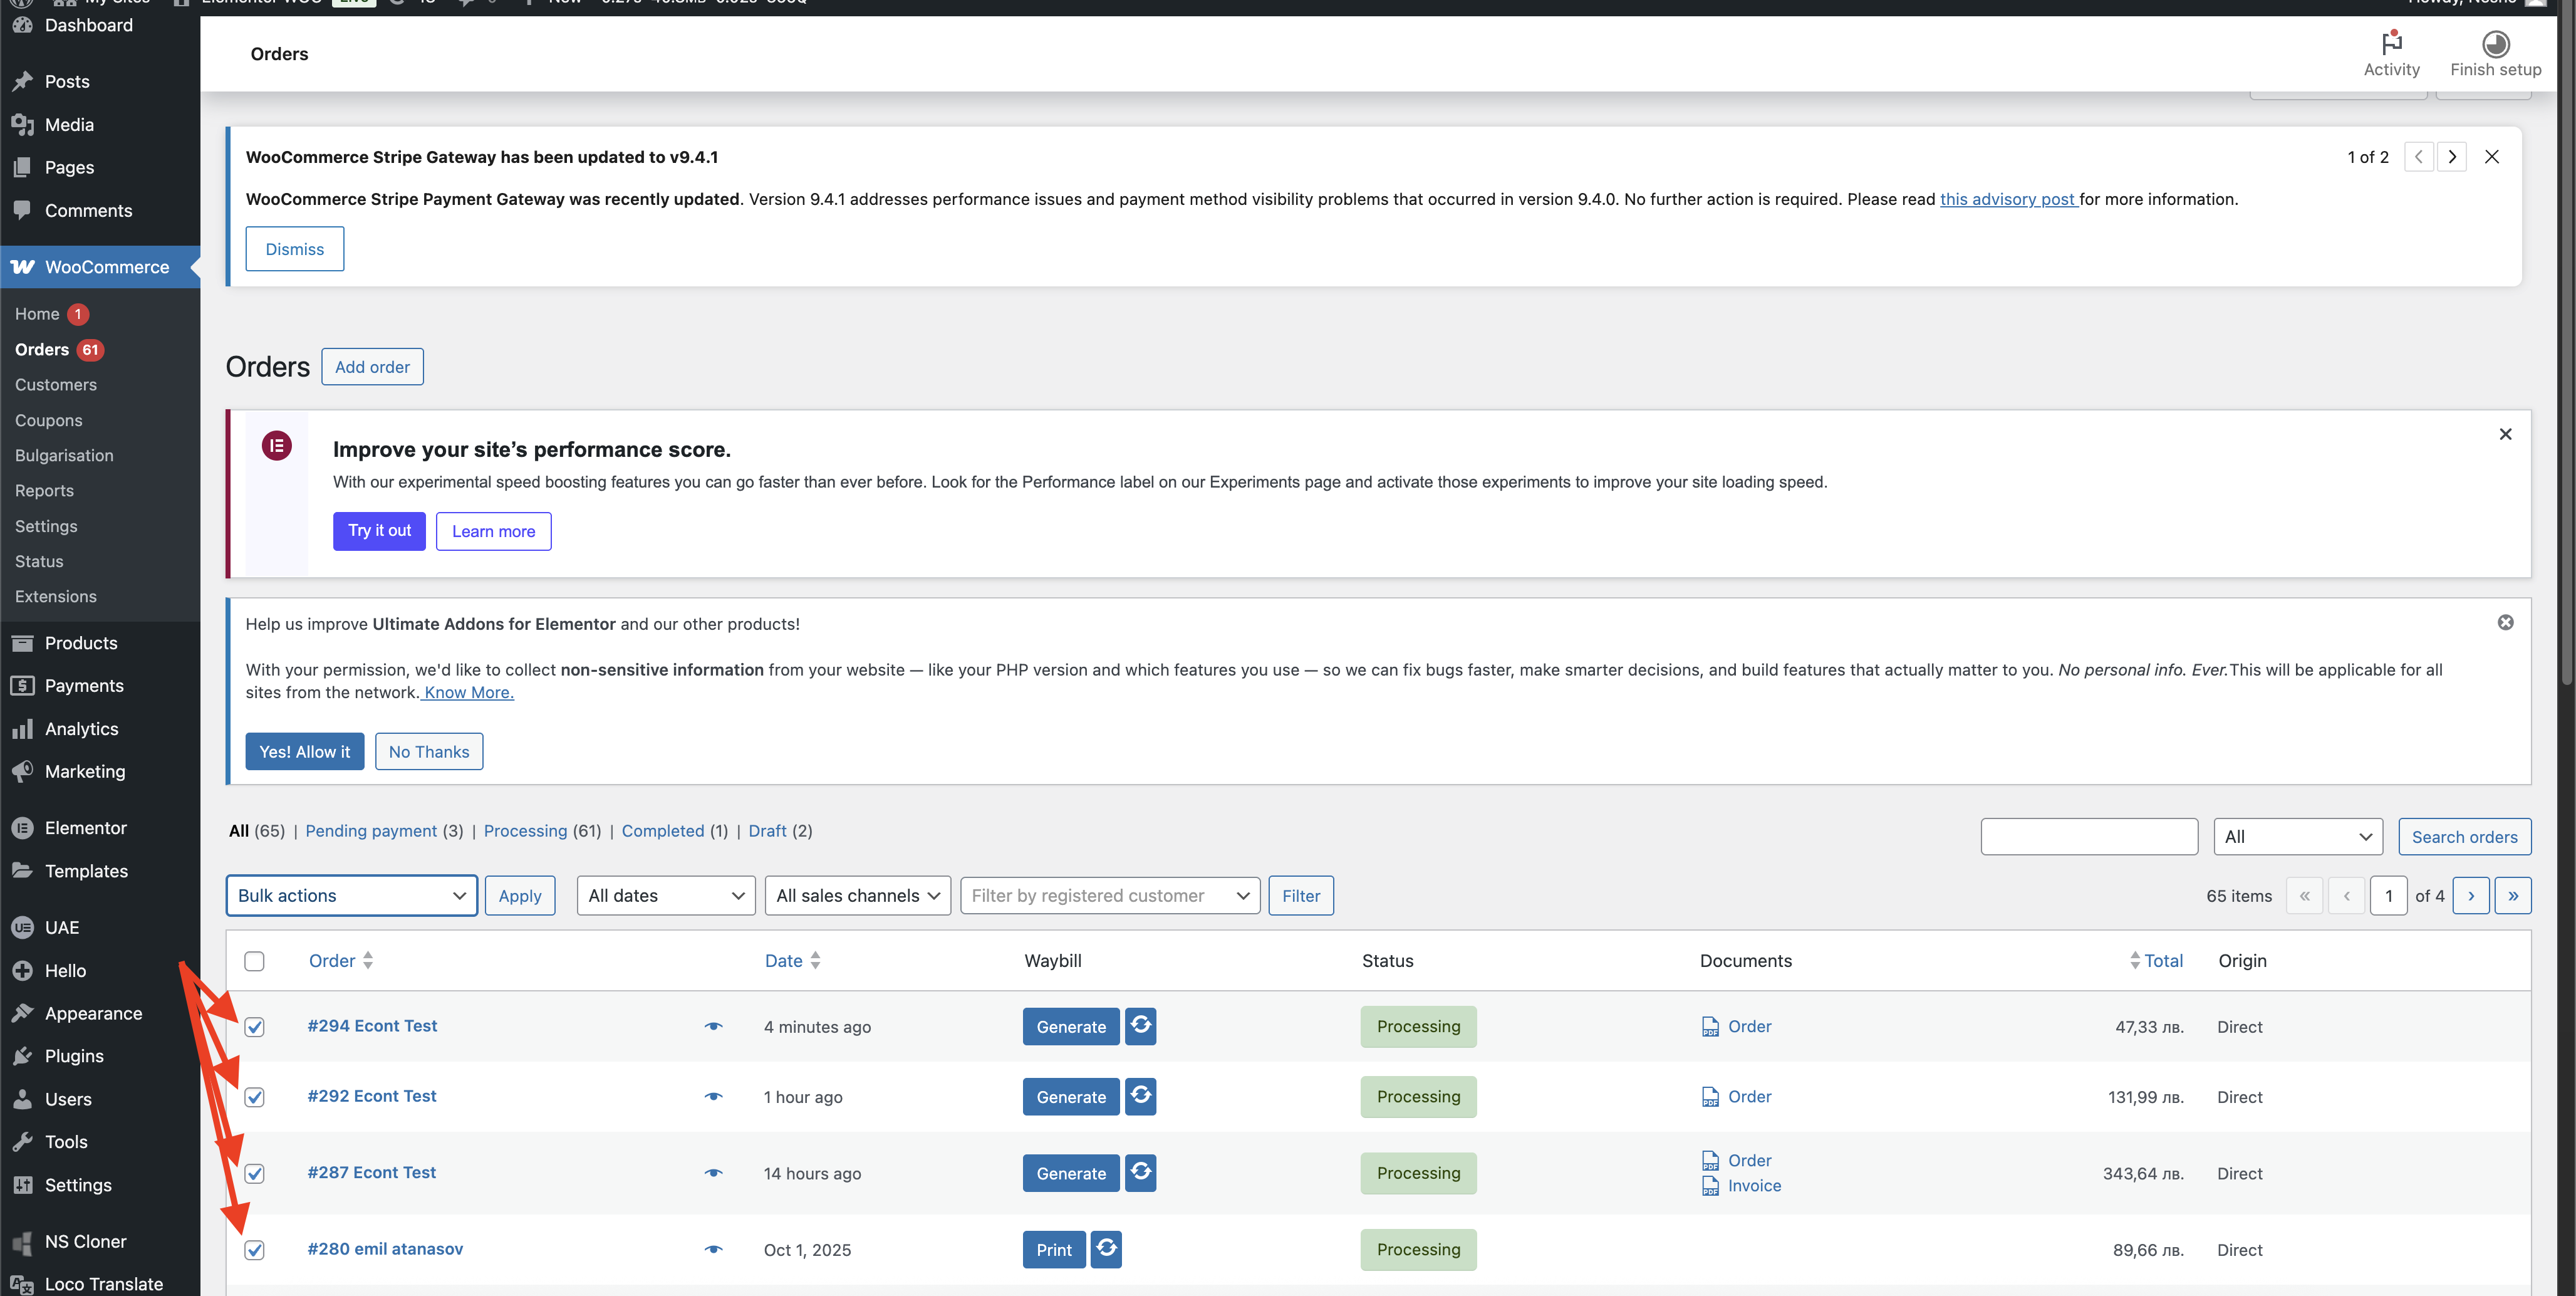 My Sites
Elementor WOO
Dashboard
Posts
Media
Pages
Comments
WooCommerce
Home 1
Orders 61
Customers
Coupons
Bulgarisation
Reports
Settings
Status
Extensions
Products
Payments
Analytics
Marketing
Elementor
Templates
UAE
Hello
Appearance
Plugins
Users
Tools
Settings
NS Cloner
Loco Translate
Orders
Activity
Finish setup
WooCommerce Stripe Gateway has been updated to v9.4.1
1 of 2
WooCommerce Stripe Payment Gateway was recently updated. Version 9.4.1 addresses performance issues and payment method visibility problems that occurred in version 9.4.0. No further action is required. Please read this advisory post for more information.
Dismiss
Orders
Add order
Improve your site’s performance score.
With our experimental speed boosting features you can go faster than ever before. Look for the Performance label on our Experiments page and activate those experiments to improve your site loading speed.
Try it out
Learn more
Help us improve Ultimate Addons for Elementor and our other products!
With your permission, we'd like to collect non-sensitive information from your website — like your PHP version and which features you use — so we can fix bugs faster, make smarter decisions, and build features that actually matter to you. No personal info. Ever.This will be applicable for all
sites from the network. Know More.
Yes! Allow it
No Thanks
All (65) | Pending payment (3) | Processing (61) | Completed (1) | Draft (2)
All
Search orders
Bulk actions
Apply
All dates
All sales channels
Filter by registered customer
Filter
65 items « ‹ 1 of 4 › »
Order Date Waybill Status Documents Total Origin
#294 Econt Test 4 minutes ago Generate Processing Order 47,33 лв. Direct
#292 Econt Test 1 hour ago Generate Processing Order 131,99 лв. Direct
#287 Econt Test 14 hours ago Generate Processing Order 343,64 лв. Direct
Invoice
#280 emil atanasov Oct 1, 2025 Print Processing 89,66 лв. Direct